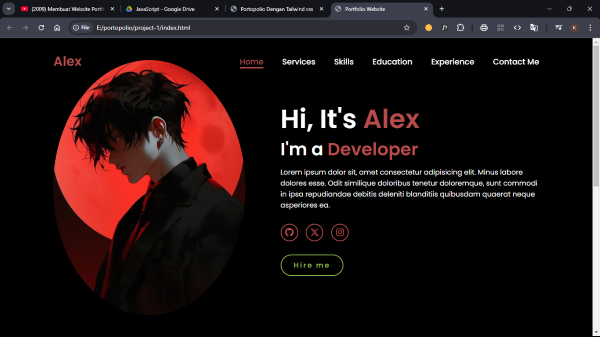 (2009) Membuat Website Portf
JavaScript - Google Drive
Portopolio Dengan Tailwind css
Portfolio Website
File
E:/portopolio/project-1/index.html
Alex
Home
Services
Skills
Education
Experience
Contact Me
Hi, It's Alex
I'm a Developer
Lorem ipsum dolor sit, amet consectetur adipisicing elit. Minus labore
dolores esse. Odit similique doloribus tenetur doloremque, sunt commodi
in ipsa repudiandae debitis deleniti blanditiis quibusdam quaerat neque
asperiores ea.
Hire me